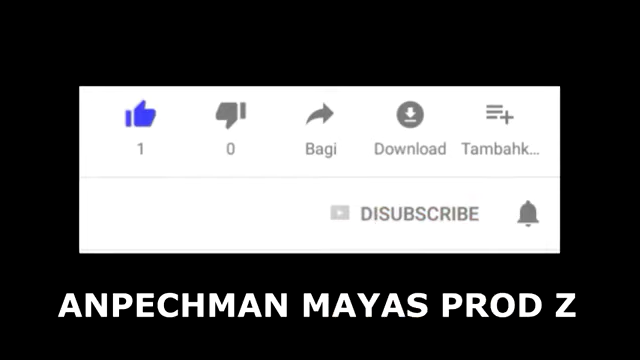 1 0 Bagi Download Tambahk...
DISUBSCRIBE
ANPECHMAN MAYAS PROD Z